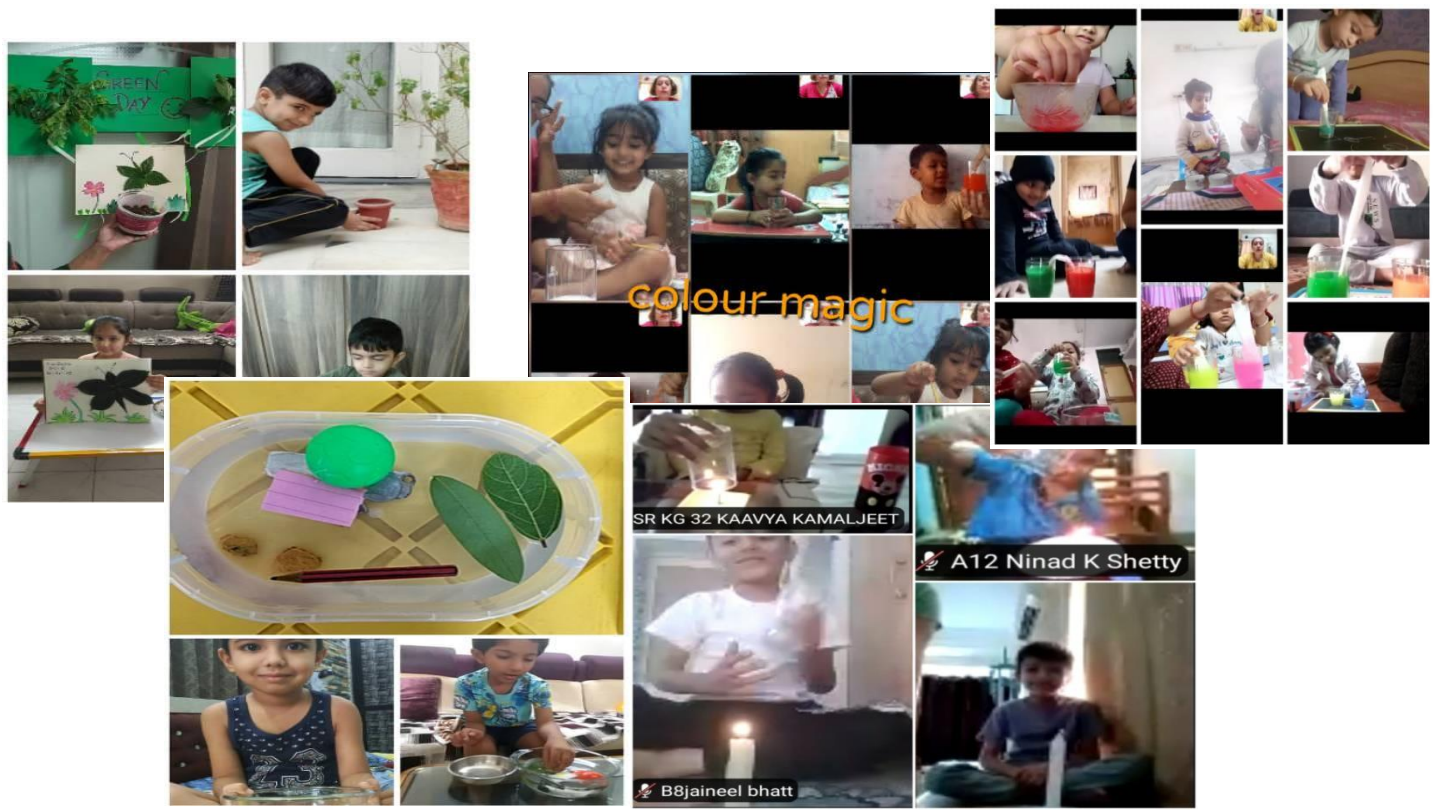 GREEN
DAY
colour magic
SR KG 32 KAAVYA KAMALJEET
A12 Ninad K Shetty
B8jaineel bhatt